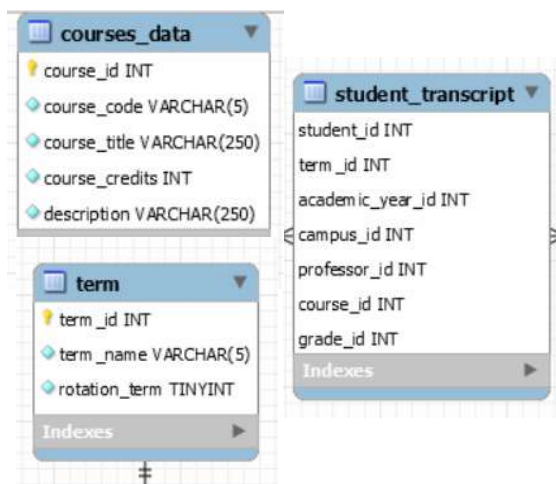 courses_data
course_id INT
course_code VARCHAR(5)
course_title VARCHAR(250)
course_credits INT
description VARCHAR(250)
term
term_id INT
term_name VARCHAR(5)
rotation_term TINYINT
Indexes
student_transcript
student_id INT
term_id INT
academic_year_id INT
campus_id INT
professor_id INT
course_id INT
grade_id INT
Indexes